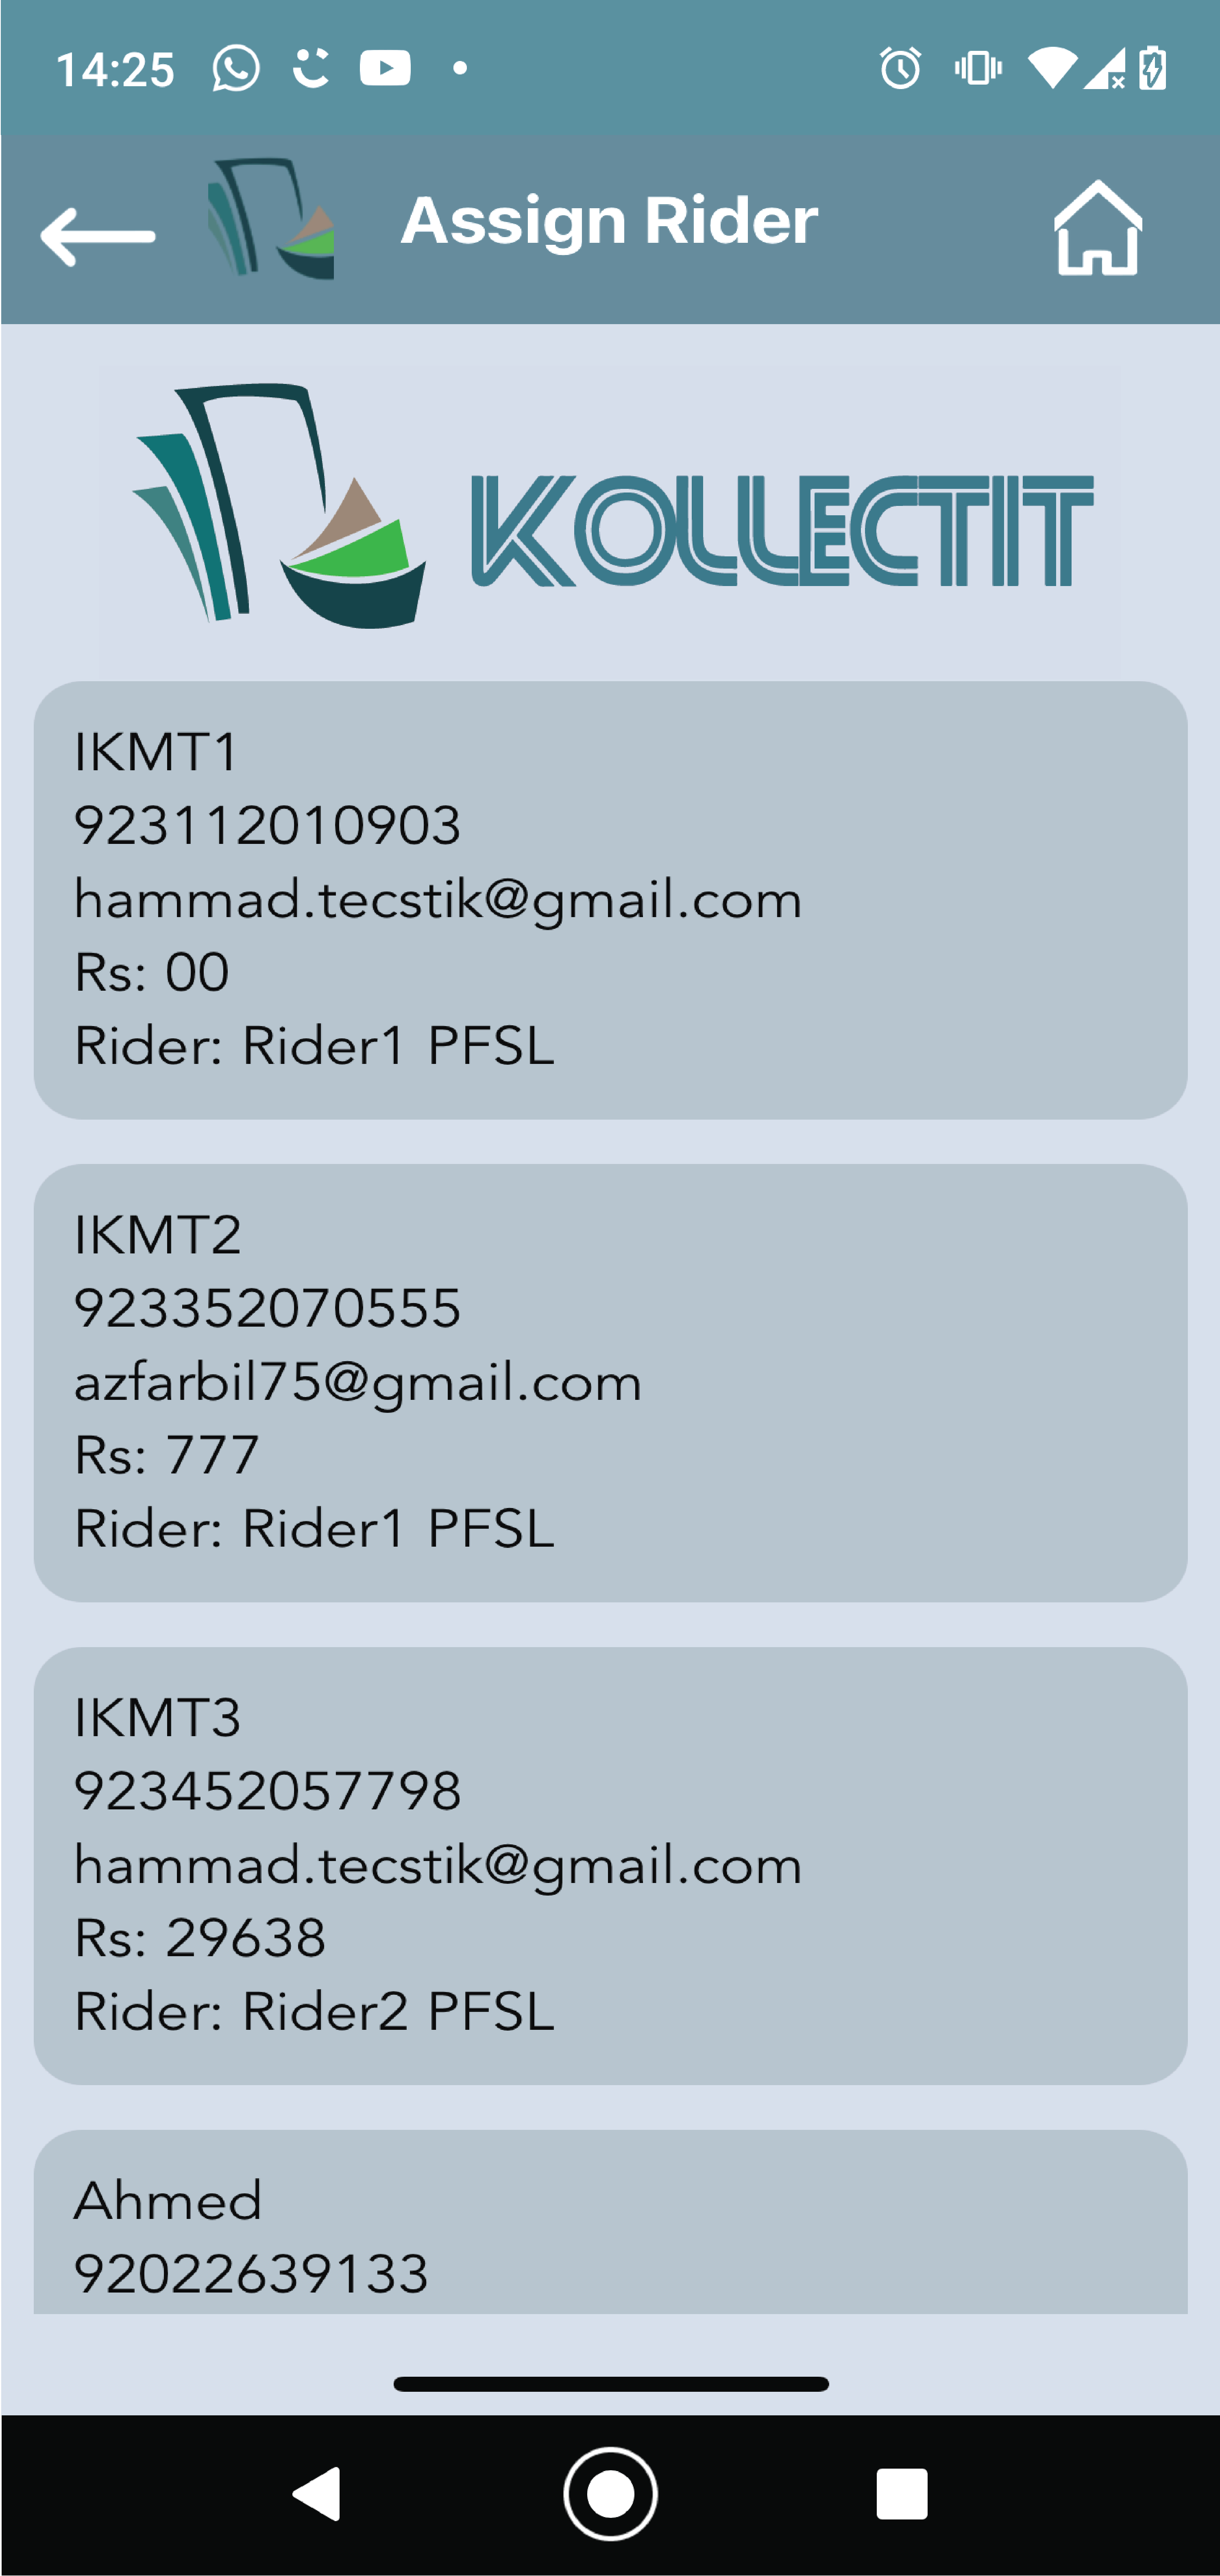 14:25
Assign Rider
KOLLECTIT
IKMT1
923112010903
hammad.tecstik@gmail.com
Rs: 00
Rider: Rider1 PFSL
IKMT2
923352070555
azfarbil75@gmail.com
Rs: 777
Rider: Rider1 PFSL
IKMT3
923452057798
hammad.tecstik@gmail.com
Rs: 29638
Rider: Rider2 PFSL
Ahmed
92022639133